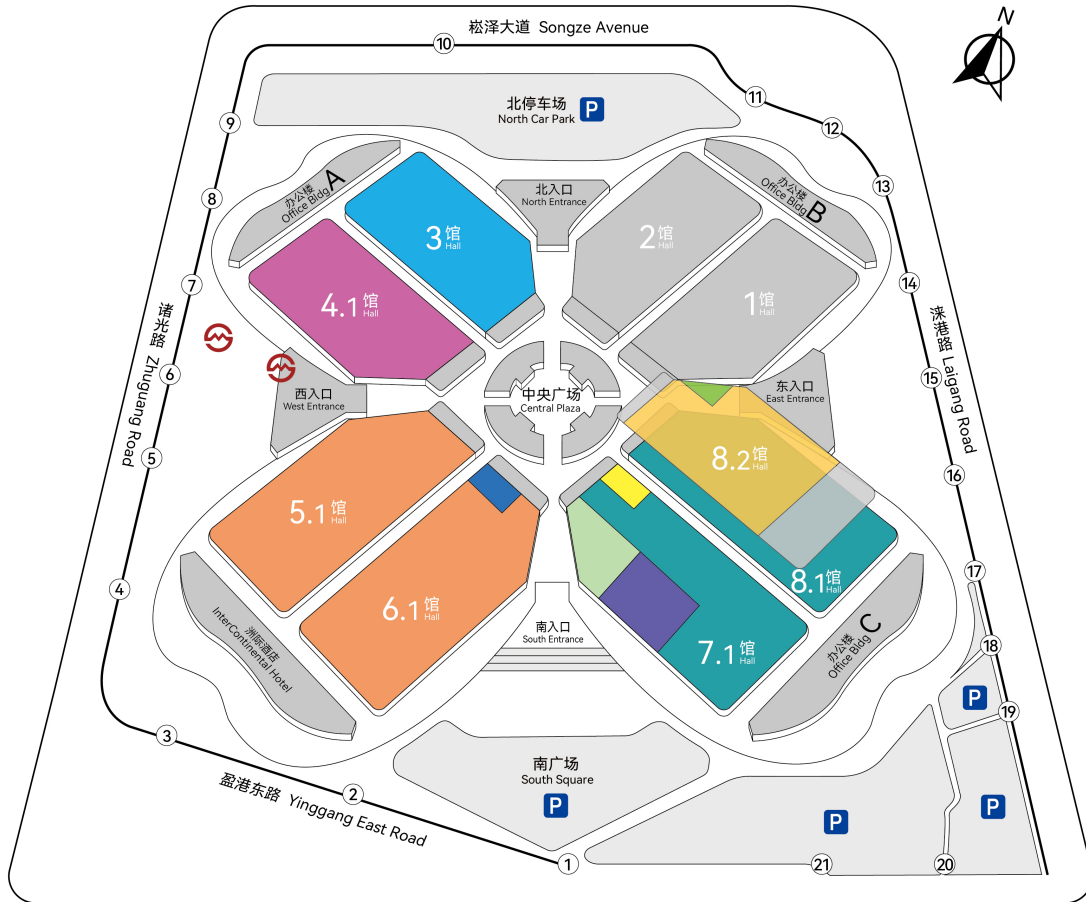 崧泽大道 Songze Avenue
N
10
11
12
13
9
8
7
6
5
4
3
2
1
14
15
16
17
18
19
20
21
北停车场
North Car Park
P
办公楼
Office Bldg A
办公楼
Office Bldg B
北入口
North Entrance
3馆
Hall
2馆
Hall
4.1馆
Hall
1馆
Hall
诸光路 Zhuguang Road
涞港路 Laigang Road
西入口
West Entrance
中央广场
Central Plaza
东入口
East Entrance
8.2馆
Hall
5.1馆
Hall
8.1馆
Hall
6.1馆
Hall
7.1馆
Hall
南入口
South Entrance
洲际酒店
InterContinental Hotel
办公楼
Office Bldg C
南广场
South Square
P
P
P
P
盈港东路 Yinggang East Road